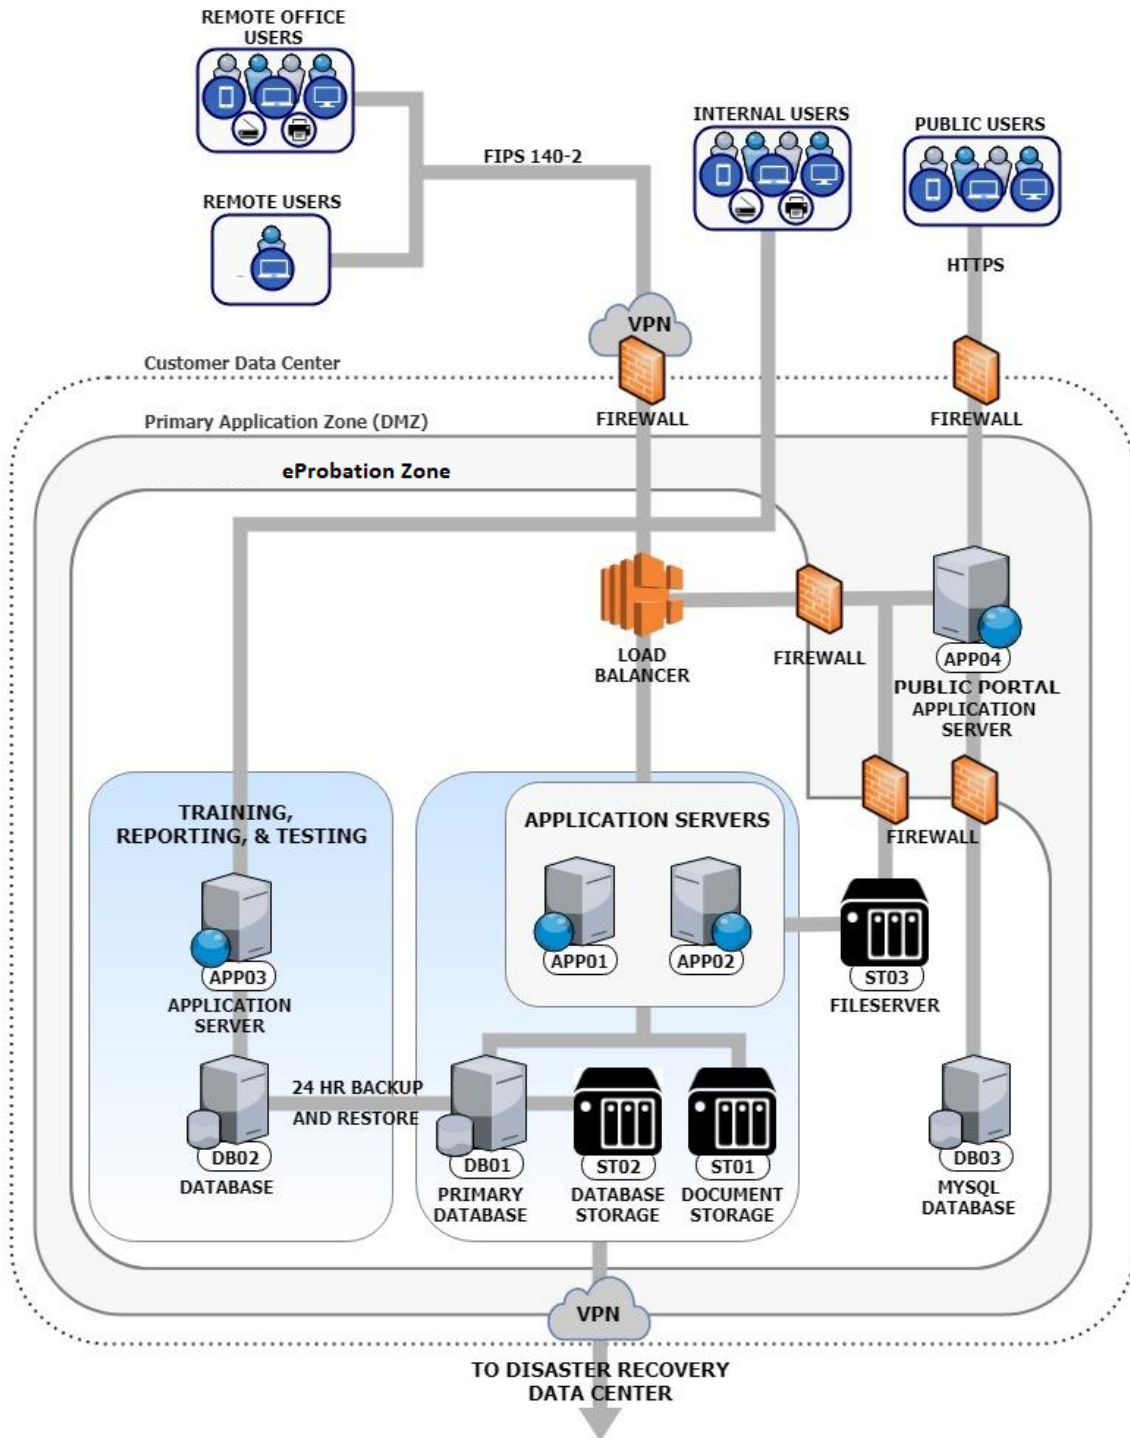 REMOTE OFFICE
USERS
INTERNAL USERS
PUBLIC USERS
FIPS 140-2
REMOTE USERS
HTTPS
VPN
Customer Data Center
FIREWALL
FIREWALL
Primary Application Zone (DMZ)
eProbation Zone
LOAD
BALANCER
FIREWALL
APP04
PUBLIC PORTAL
APPLICATION
SERVER
TRAINING,
REPORTING, & TESTING
APPLICATION SERVERS
FIREWALL
APP01
APP02
APP03
APPLICATION
SERVER
ST03
FILESERVER
24 HR BACKUP
AND RESTORE
DB02
DATABASE
DB01
PRIMARY
DATABASE
ST02
DATABASE
STORAGE
ST01
DOCUMENT
STORAGE
DB03
MYSQL
DATABASE
VPN
TO DISASTER RECOVERY
DATA CENTER